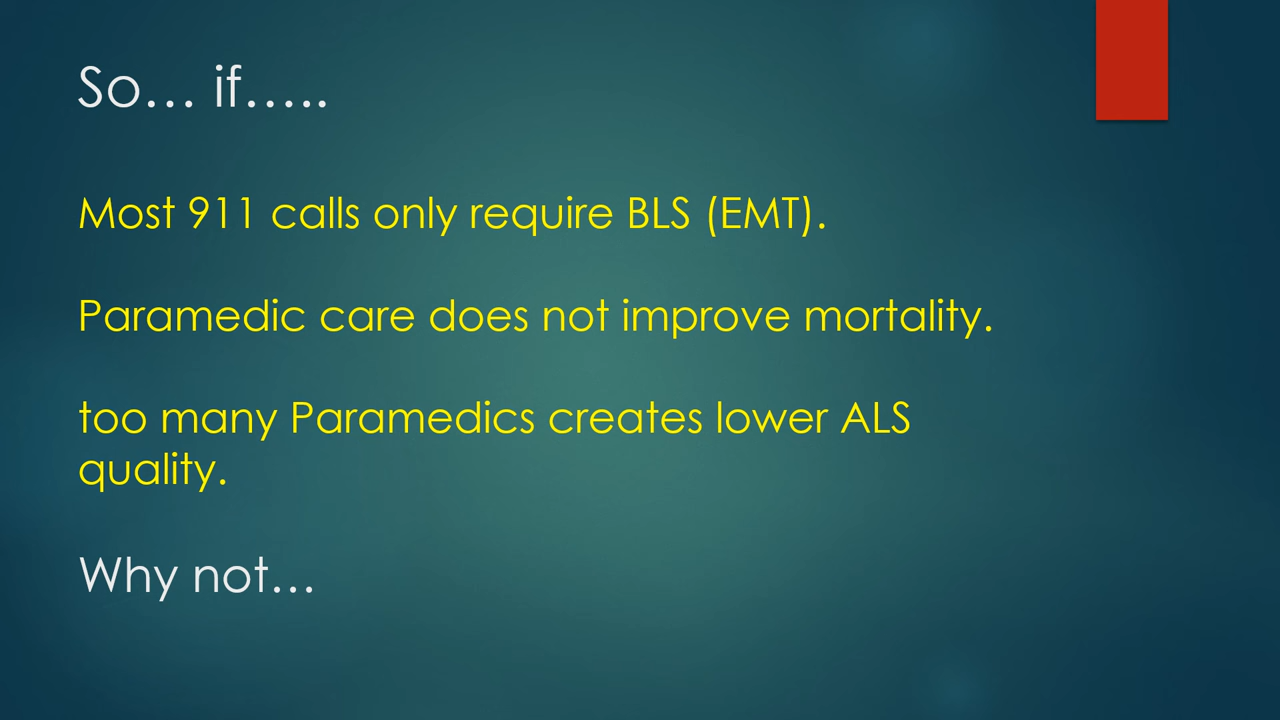 So… if…..
Most 911 calls only require BLS (EMT).
Paramedic care does not improve mortality.
too many Paramedics creates lower ALS
quality.
Why not…